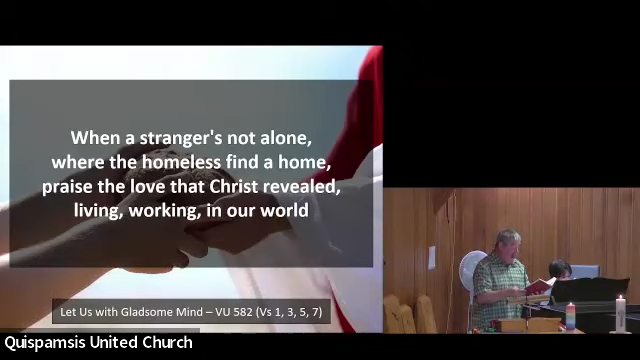 When a stranger's not alone,
where the homeless find a home,
praise the love that Christ revealed,
living, working, in our world
Let Us with Gladsome Mind – VU 582 (Vs 1, 3, 5, 7)
Quispamsis United Church